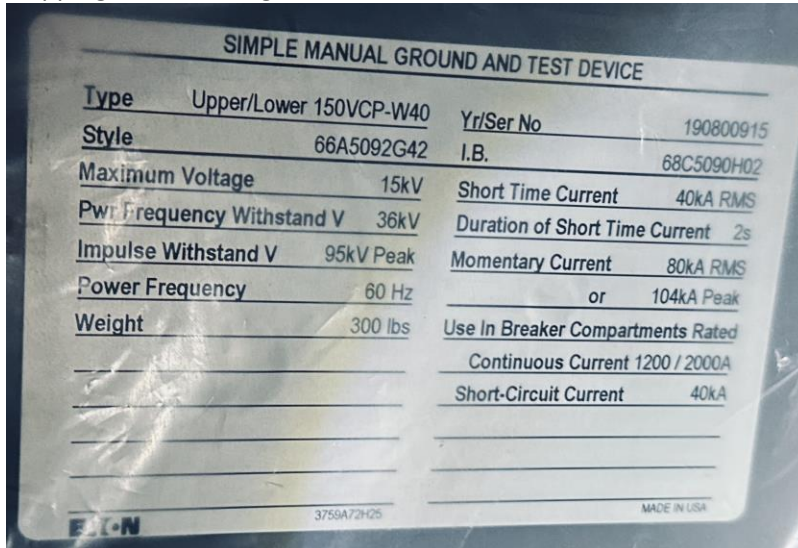 SIMPLE MANUAL GROUND AND TEST DEVICE
Type Upper/Lower 150VCP-W40
Style 66A5092G42
Maximum Voltage 15kV
Pwr Frequency Withstand V 36kV
Impulse Withstand V 95kV Peak
Power Frequency 60 Hz
Weight 300 lbs
Yr/Ser No 190800915
I.B. 68C5090H02
Short Time Current 40kA RMS
Duration of Short Time Current 2s
Momentary Current 80kA RMS
or 104kA Peak
Use In Breaker Compartments Rated
Continuous Current 1200 / 2000A
Short-Circuit Current 40kA
EATON
3759A72H25
MADE IN USA